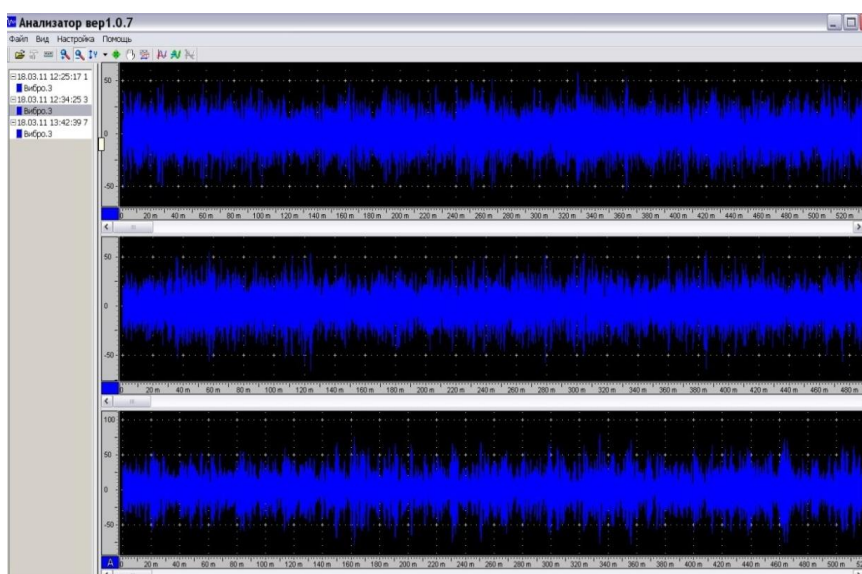 Анализатор вер1.0.7
Файл Вид Настройка Помощь
18.03.11 12:25:17 1
Вибро.3
18.03.11 12:34:25 3
Вибро.3
18.03.11 13:42:39 7
Вибро.3
50
0
-50
0 20 m 40 m 60 m 80 m 100 m 120 m 140 m 160 m 180 m 200 m 220 m 240 m 260 m 280 m 300 m 320 m 340 m 360 m 380 m 400 m 420 m 440 m 460 m 480 m 500 m 520 m
50
0
-50
0 20 m 40 m 60 m 80 m 100 m 120 m 140 m 160 m 180 m 200 m 220 m 240 m 260 m 280 m 300 m 320 m 340 m 360 m 380 m 400 m 420 m 440 m 460 m 480 m
100
50
0
-50
A 20 m 40 m 60 m 80 m 100 m 120 m 140 m 160 m 180 m 200 m 220 m 240 m 260 m 280 m 300 m 320 m 340 m 360 m 380 m 400 m 420 m 440 m 460 m 480 m 500 m